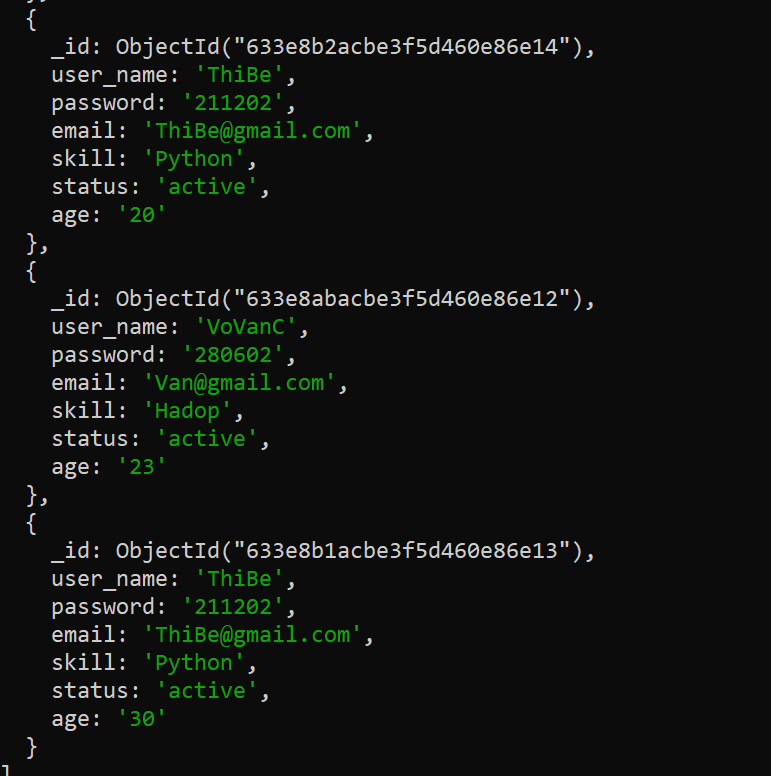 {
_id: ObjectId("633e8b2acbe3f5d460e86e14"),
user_name: 'ThiBe',
password: '211202',
email: 'ThiBe@gmail.com',
skill: 'Python',
status: 'active',
age: '20'
},
{
_id: ObjectId("633e8abacbe3f5d460e86e12"),
user_name: 'VoVanC',
password: '280602',
email: 'Van@gmail.com',
skill: 'Hadop',
status: 'active',
age: '23'
},
{
_id: ObjectId("633e8b1acbe3f5d460e86e13"),
user_name: 'ThiBe',
password: '211202',
email: 'ThiBe@gmail.com',
skill: 'Python',
status: 'active',
age: '30'
}
]